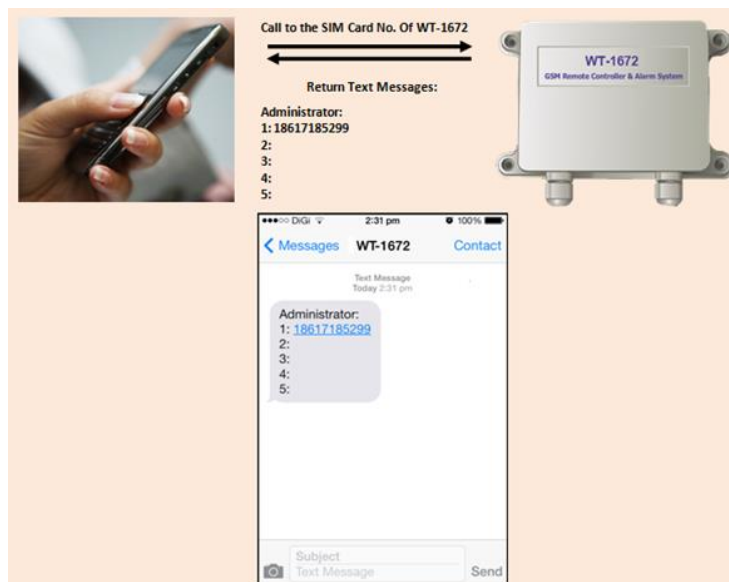 Call to the SIM Card No. Of WT-1672
WT-1672
GSM Remote Controller & Alarm System
Return Text Messages:
Administrator:
1: 18617185299
2:
3:
4:
5:
DiGi 2:31 pm 100%
Messages WT-1672 Contact
Text Message
Today 2:31 pm
Administrator:
1: 18617185299
2:
3:
4:
5:
Subject
Text Message Send